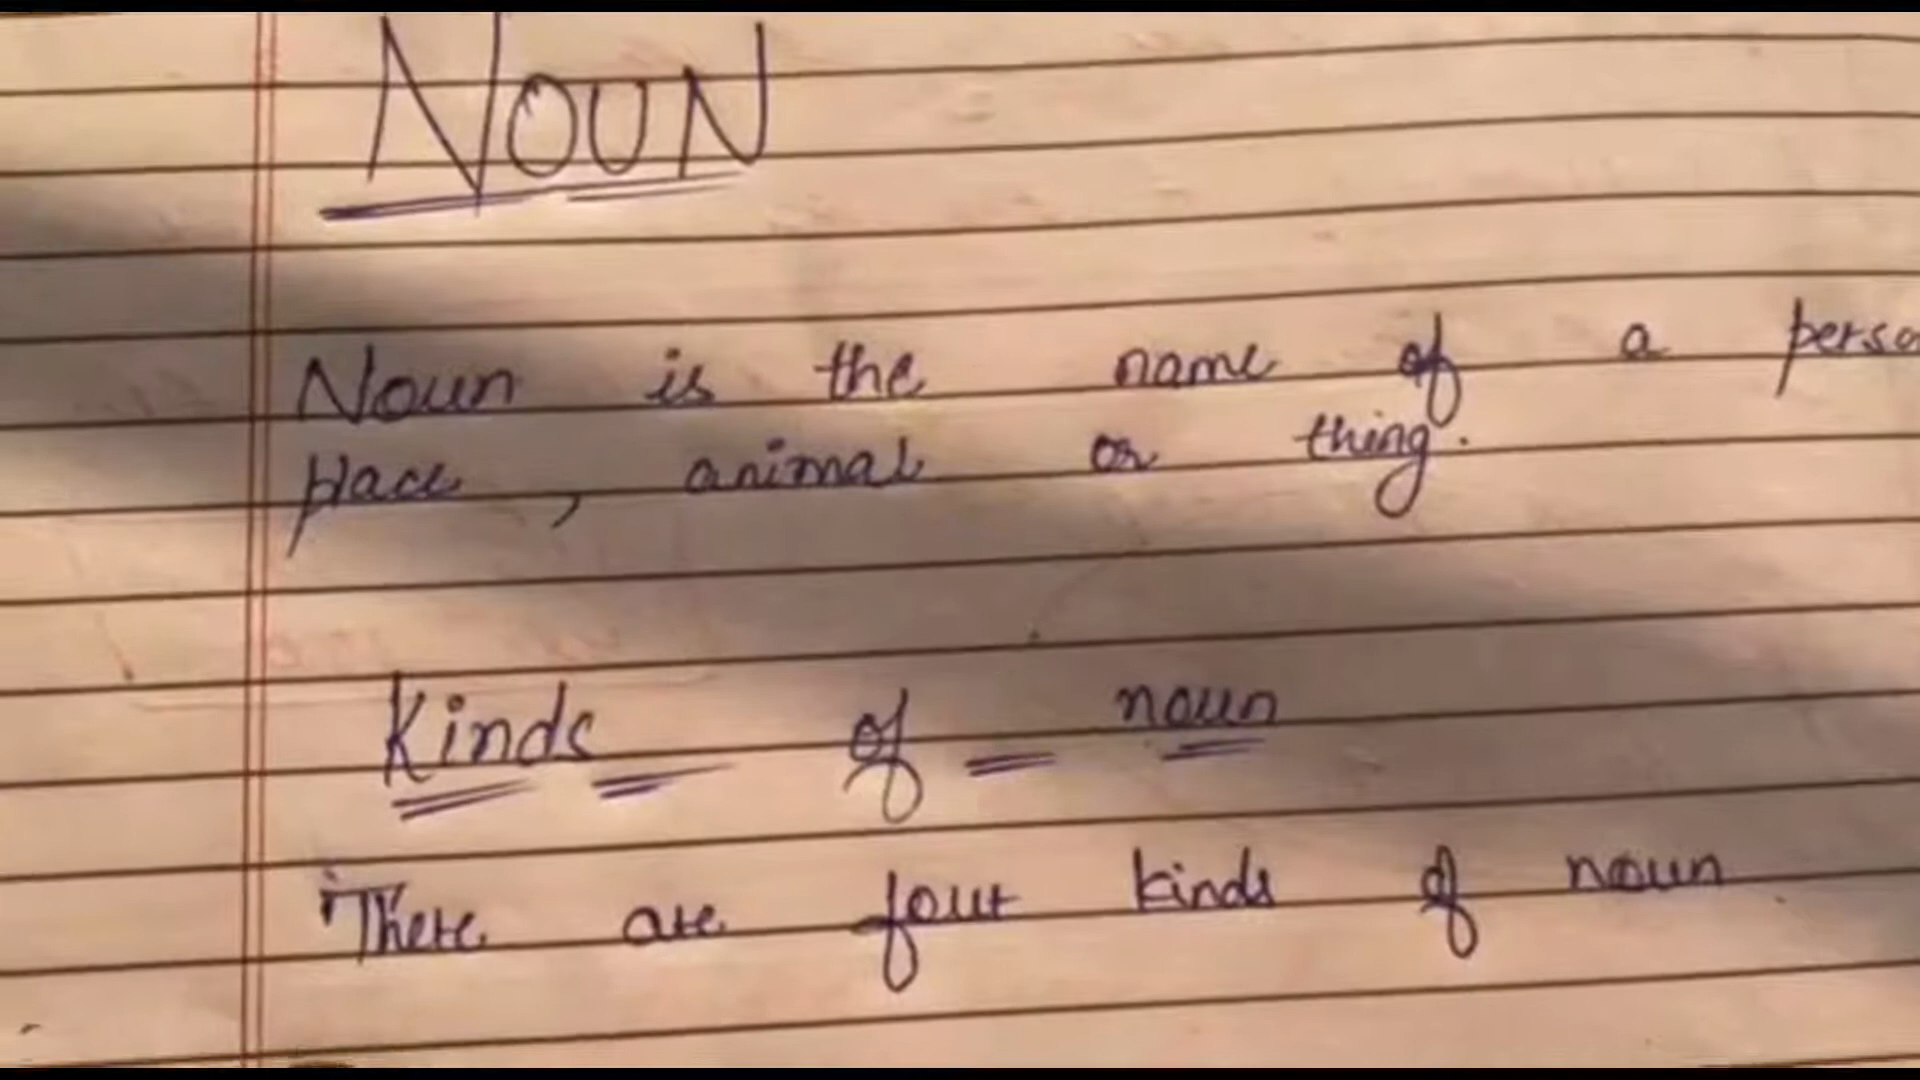 NOUN
Noun is the name of a perso
place , animal or thing.
Kinds of noun
There are four kinds of noun